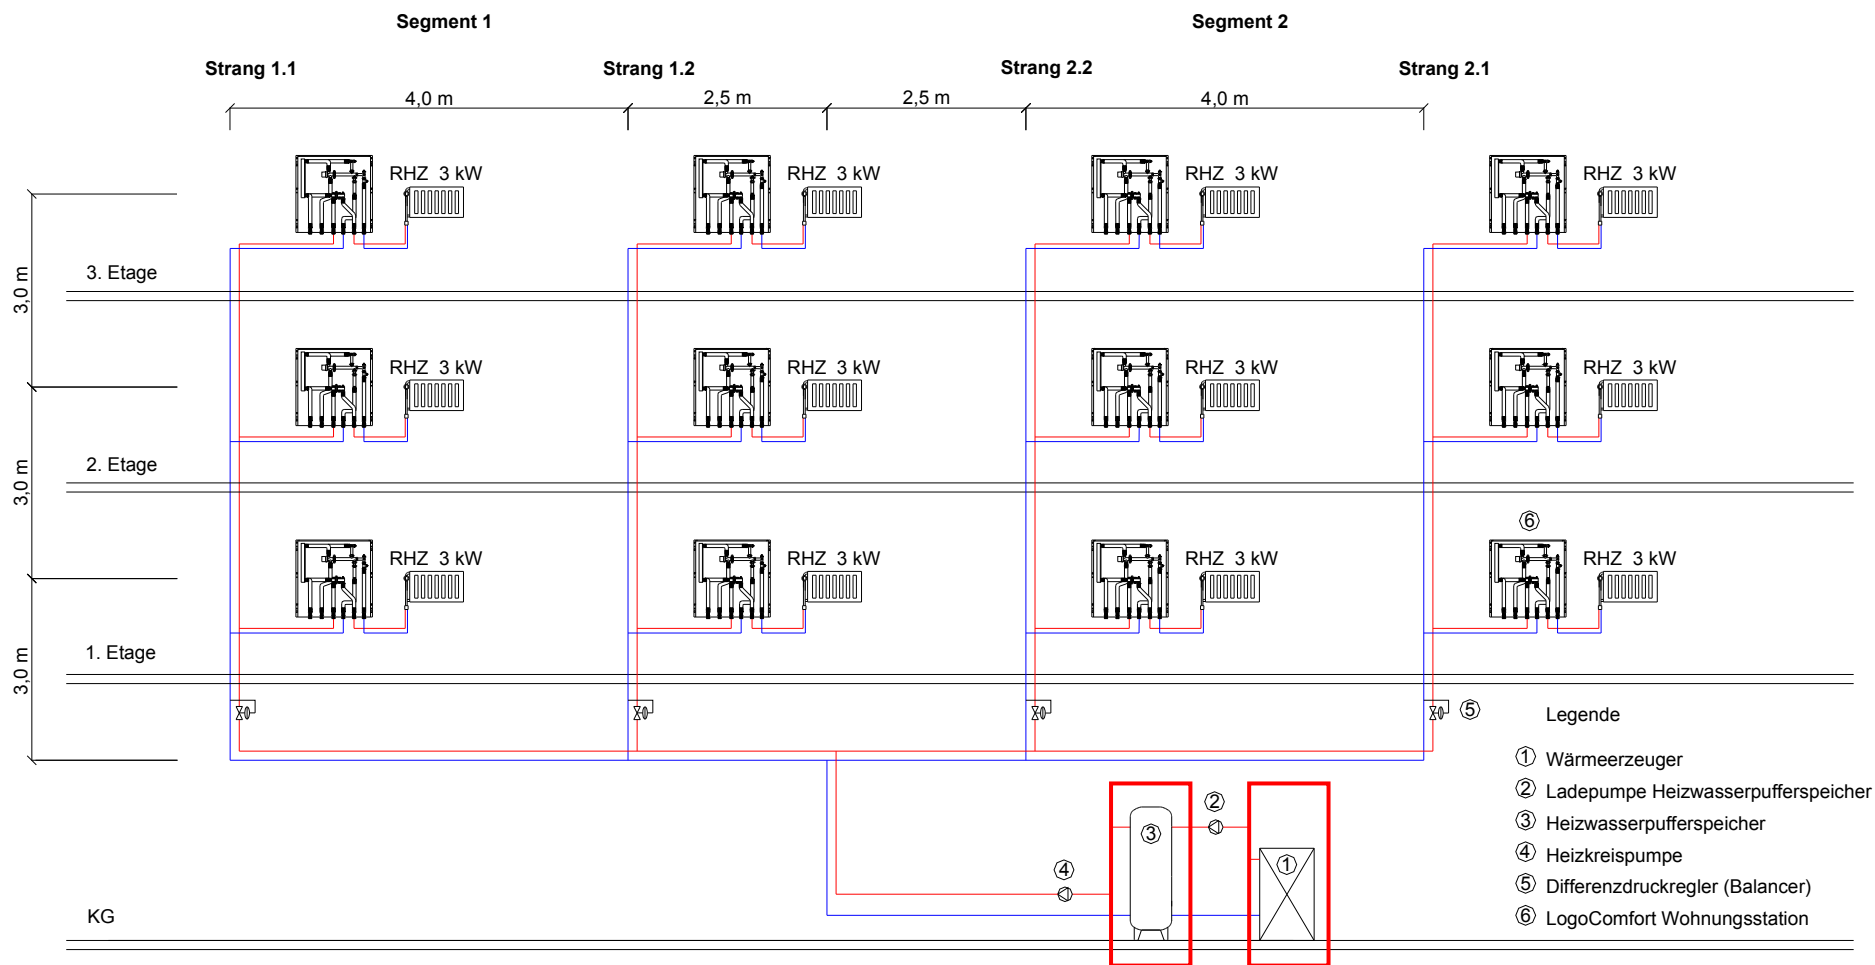 Segment 1
Segment 2
Strang 1.1
Strang 1.2
Strang 2.2
Strang 2.1
4,0 m
2,5 m
2,5 m
4,0 m
RHZ 3 kW
RHZ 3 kW
RHZ 3 kW
RHZ 3 kW
3,0 m
3. Etage
RHZ 3 kW
RHZ 3 kW
RHZ 3 kW
RHZ 3 kW
3,0 m
2. Etage
6
RHZ 3 kW
RHZ 3 kW
RHZ 3 kW
RHZ 3 kW
3,0 m
1. Etage
5
Legende
1 Wärmeerzeuger
2 Ladepumpe Heizwasserpufferspeicher
3 Heizwasserpufferspeicher
4 Heizkreispumpe
5 Differenzdruckregler (Balancer)
6 LogoComfort Wohnungsstation
2
3
1
4
KG